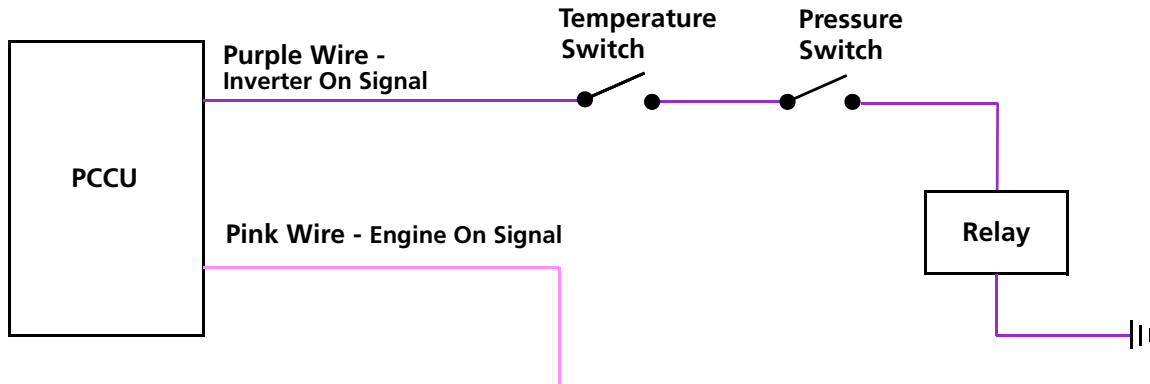 Temperature
Switch
Pressure
Switch
Purple Wire -
Inverter On Signal
PCCU
Pink Wire - Engine On Signal
Relay